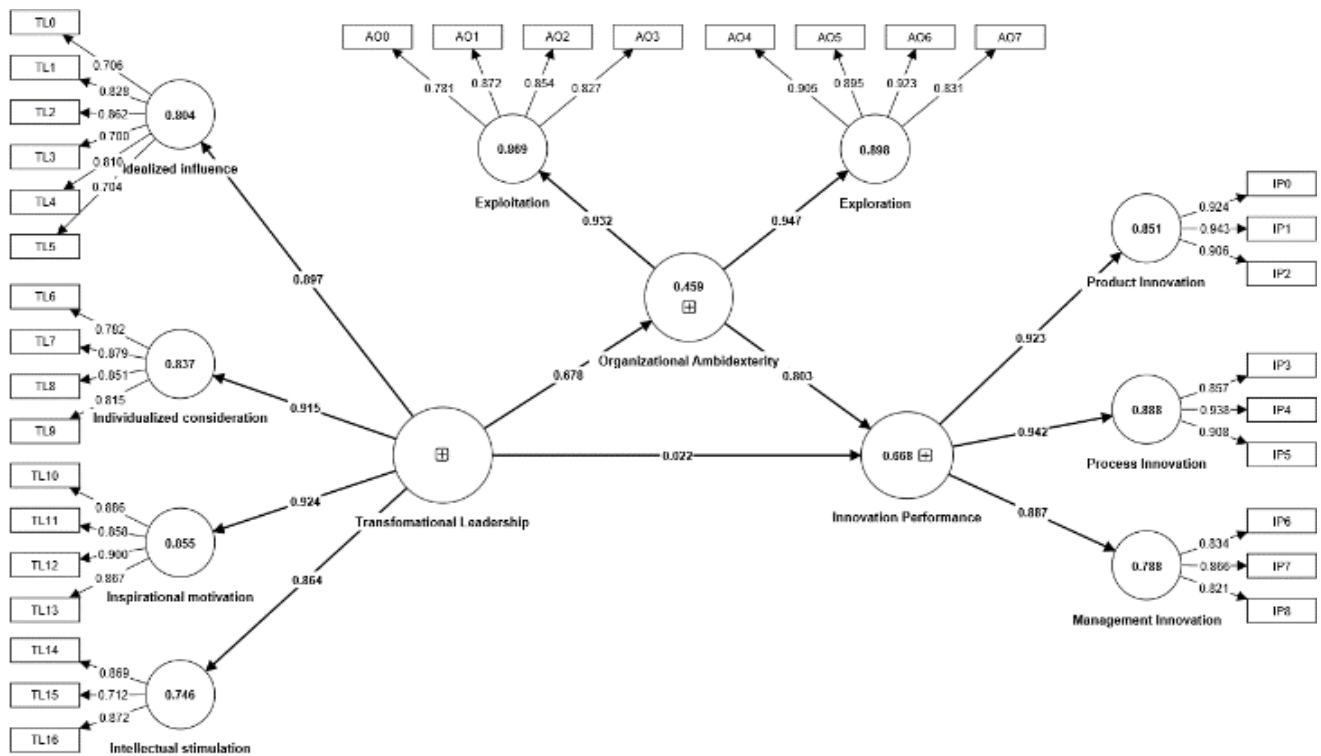 TL0
TL1
TL2
TL3
TL4
TL5
0.706
0.828
0.862
0.700
0.810
0.704
0.804
Idealized influence
TL6
TL7
TL8
TL9
0.782
0.879
0.851
0.815
0.837
Individualized consideration
TL10
TL11
TL12
TL13
0.886
0.850
0.900
0.867
0.855
Inspirational motivation
TL14
TL15
TL16
0.869
0.712
0.872
0.746
Intellectual stimulation
0.897
0.915
0.924
0.864
Transfomational Leadership
AO0
AO1
AO2
AO3
0.781
0.872
0.854
0.827
0.869
Exploitation
AO4
AO5
AO6
AO7
0.905
0.895
0.923
0.831
0.898
Exploration
0.932
0.947
0.459
Organizational Ambidexterity
0.678
0.803
0.022
0.668
Innovation Performance
0.923
0.942
0.887
0.851
Product Innovation
0.924
0.943
0.906
IP0
IP1
IP2
0.888
Process Innovation
0.857
0.938
0.908
IP3
IP4
IP5
0.788
Management Innovation
0.834
0.866
0.821
IP6
IP7
IP8